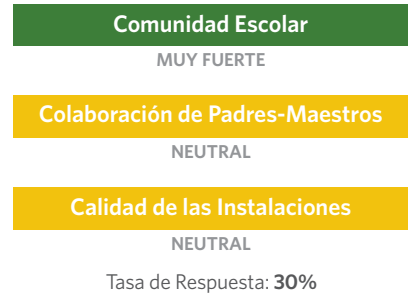 Comunidad Escolar
MUY FUERTE
Colaboración de Padres-Maestros
NEUTRAL
Calidad de las Instalaciones
NEUTRAL
Tasa de Respuesta: 30%